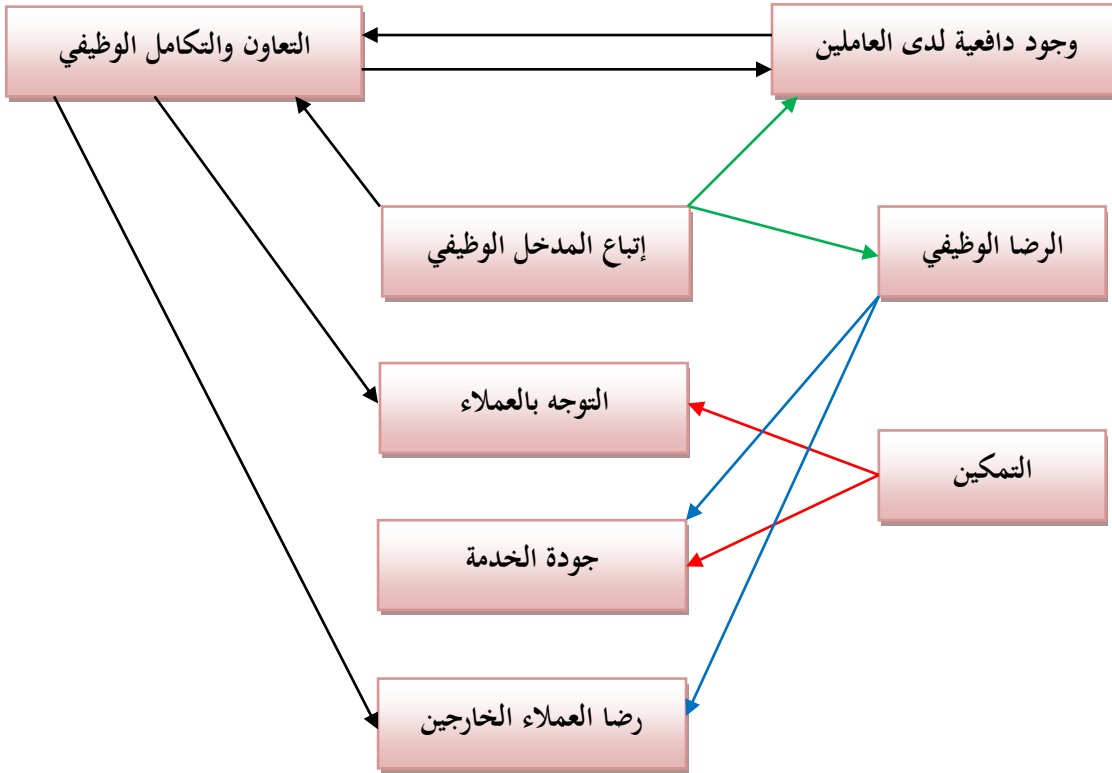 وجود دافعية لدى العاملين
التعاون والتكامل الوظيفي
إتباع المدخل الوظيفي
الرضا الوظيفي
التوجه بالعملاء
التمكين
جودة الخدمة
رضا العملاء الخارجين